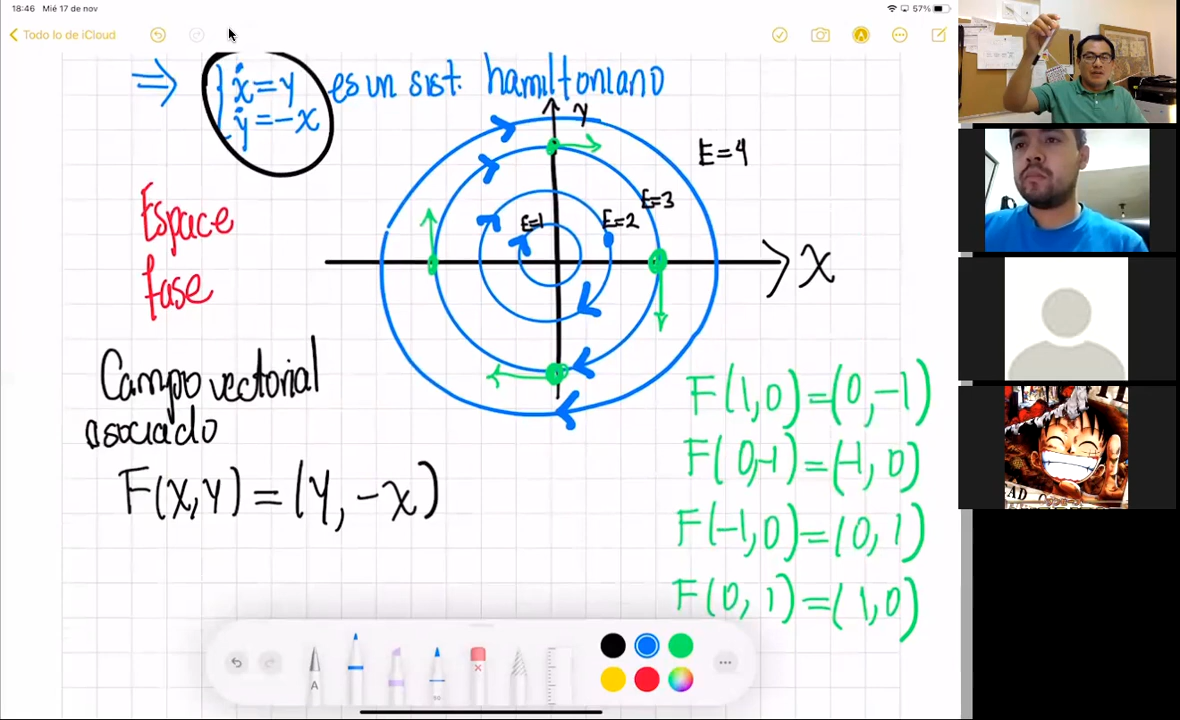 18:46 Mié 17 de nov
57%
Todo lo de iCloud
=> { ẋ=y es un sist. hamiltoniano
ẏ=-x
y
E=4
E=3
E=2
E=1
X
Espace
fase
Campo vectorial
asociado
F(x,y)=(y,-x)
F(1,0)=(0,-1)
F(0,-1)=(-1,0)
F(-1,0)=(0,1)
F(0,1)=(1,0)
A